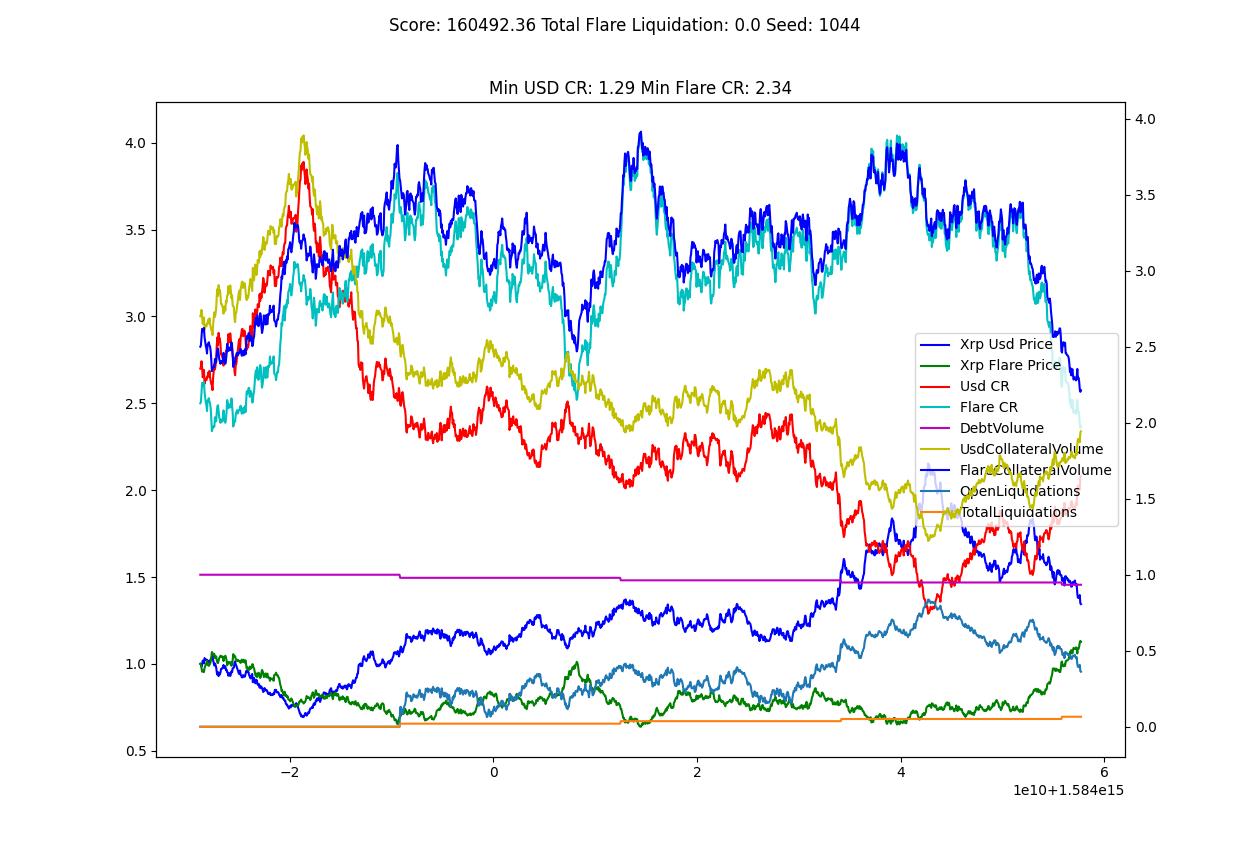 Score: 160492.36 Total Flare Liquidation: 0.0 Seed: 1044
Min USD CR: 1.29 Min Flare CR: 2.34
4.0
3.5
3.0
2.5
2.0
1.5
1.0
0.5
4.0
3.5
3.0
2.5
2.0
1.5
1.0
0.5
0.0
Xrp Usd Price
Xrp Flare Price
Usd CR
Flare CR
DebtVolume
UsdCollateralVolume
FlareCollateralVolume
OpenLiquidations
TotalLiquidations
−2 0 2 4 6
1e10+1.584e15